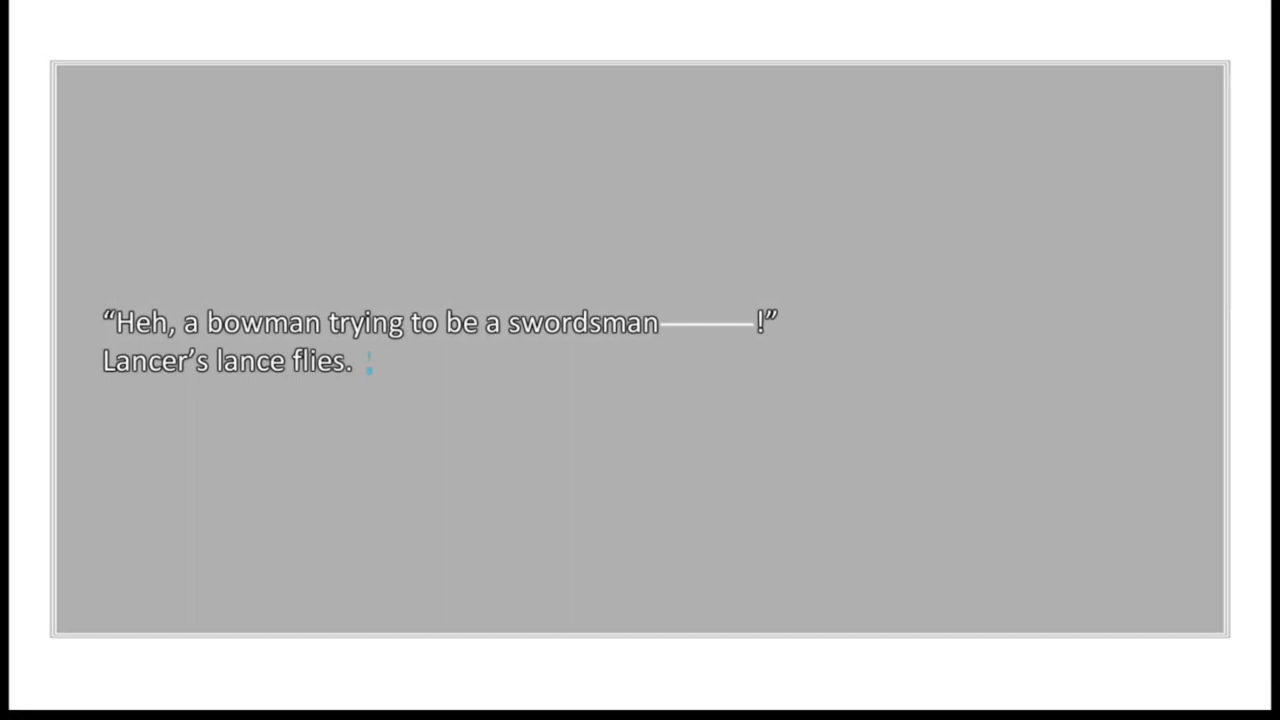 “Heh, a bowman trying to be a swordsman———!”
Lancer’s lance flies.